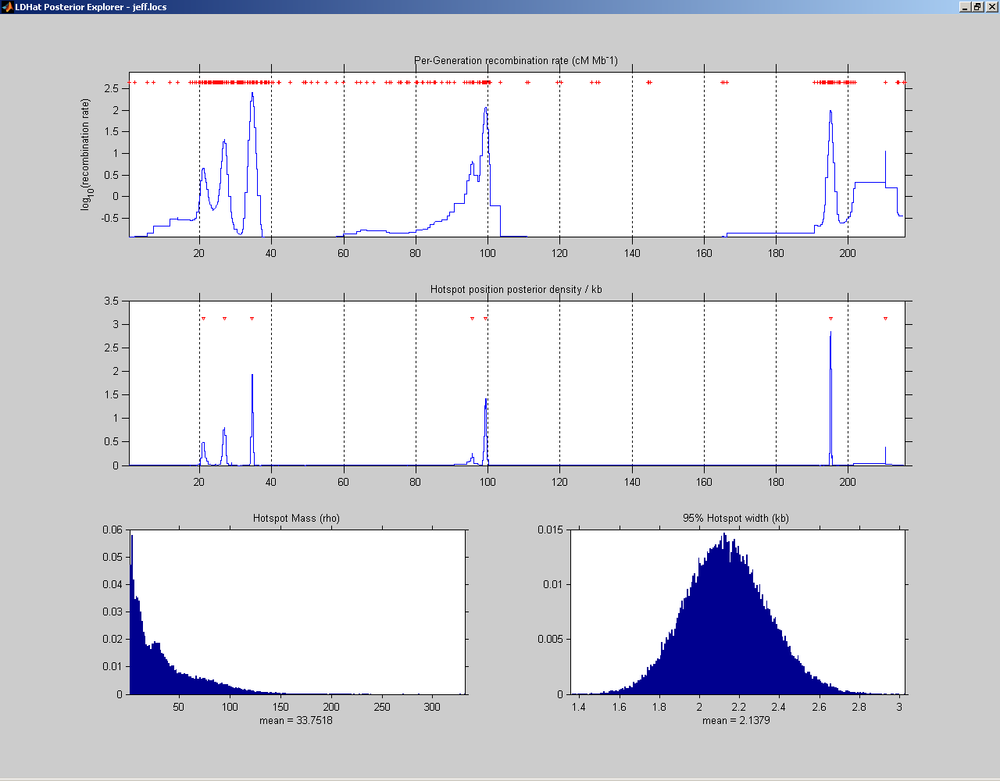 LDHat Posterior Explorer - jeff.locs
Per-Generation recombination rate (cM Mb-1)
log10(recombination rate)
2.5
2
1.5
1
0.5
0
-0.5
20 40 60 80 100 120 140 160 180 200
Hotspot position posterior density / kb
3.5
3
2.5
2
1.5
1
0.5
0
20 40 60 80 100 120 140 160 180 200
Hotspot Mass (rho)
0.06
0.05
0.04
0.03
0.02
0.01
0
50 100 150 200 250 300
mean = 33.7518
95% Hotspot width (kb)
0.015
0.01
0.005
0
1.4 1.6 1.8 2 2.2 2.4 2.6 2.8 3
mean = 2.1379